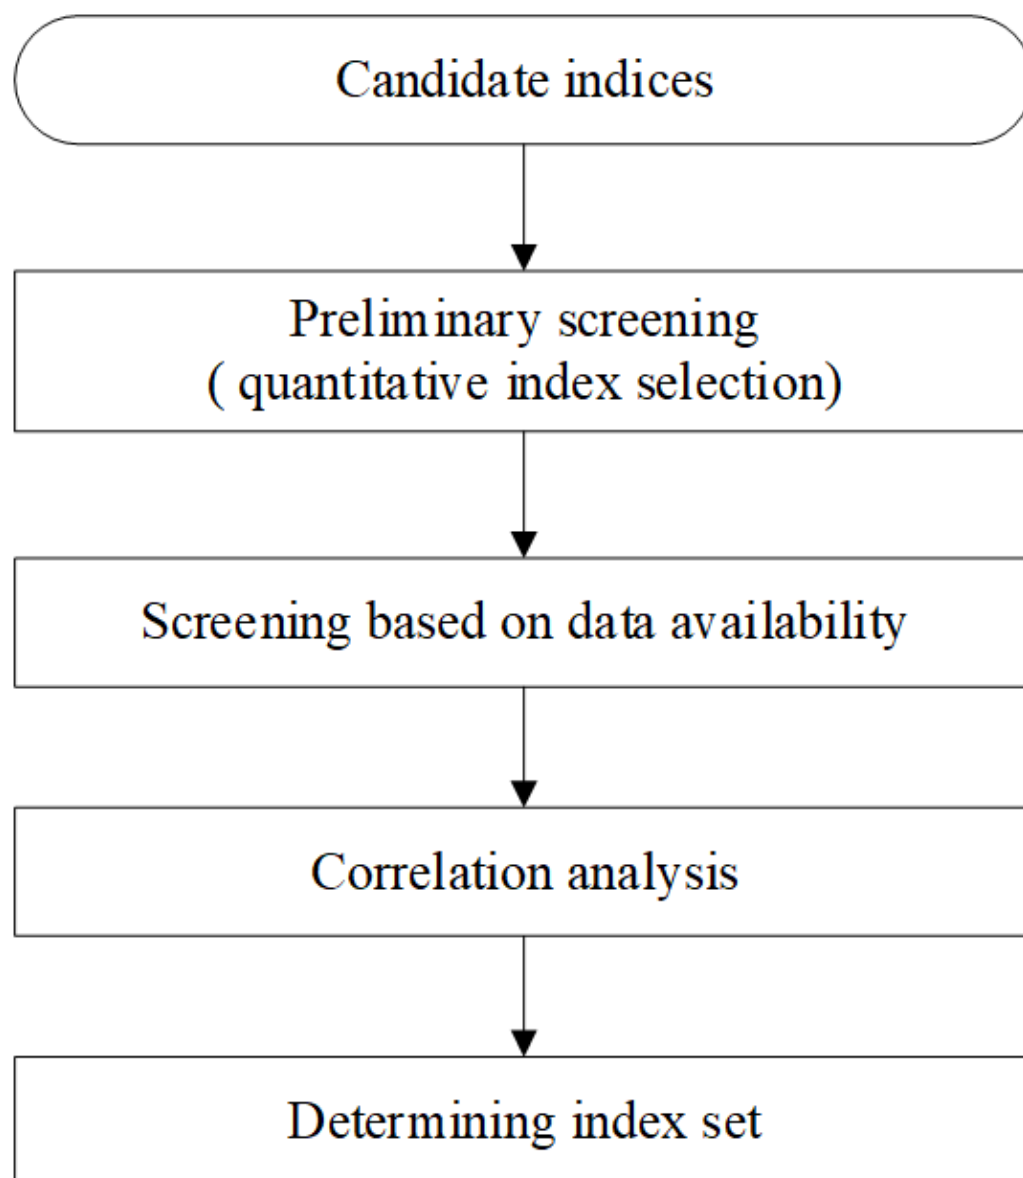 Candidate indices
Preliminary screening
( quantitative index selection)
Screening based on data availability
Correlation analysis
Determining index set